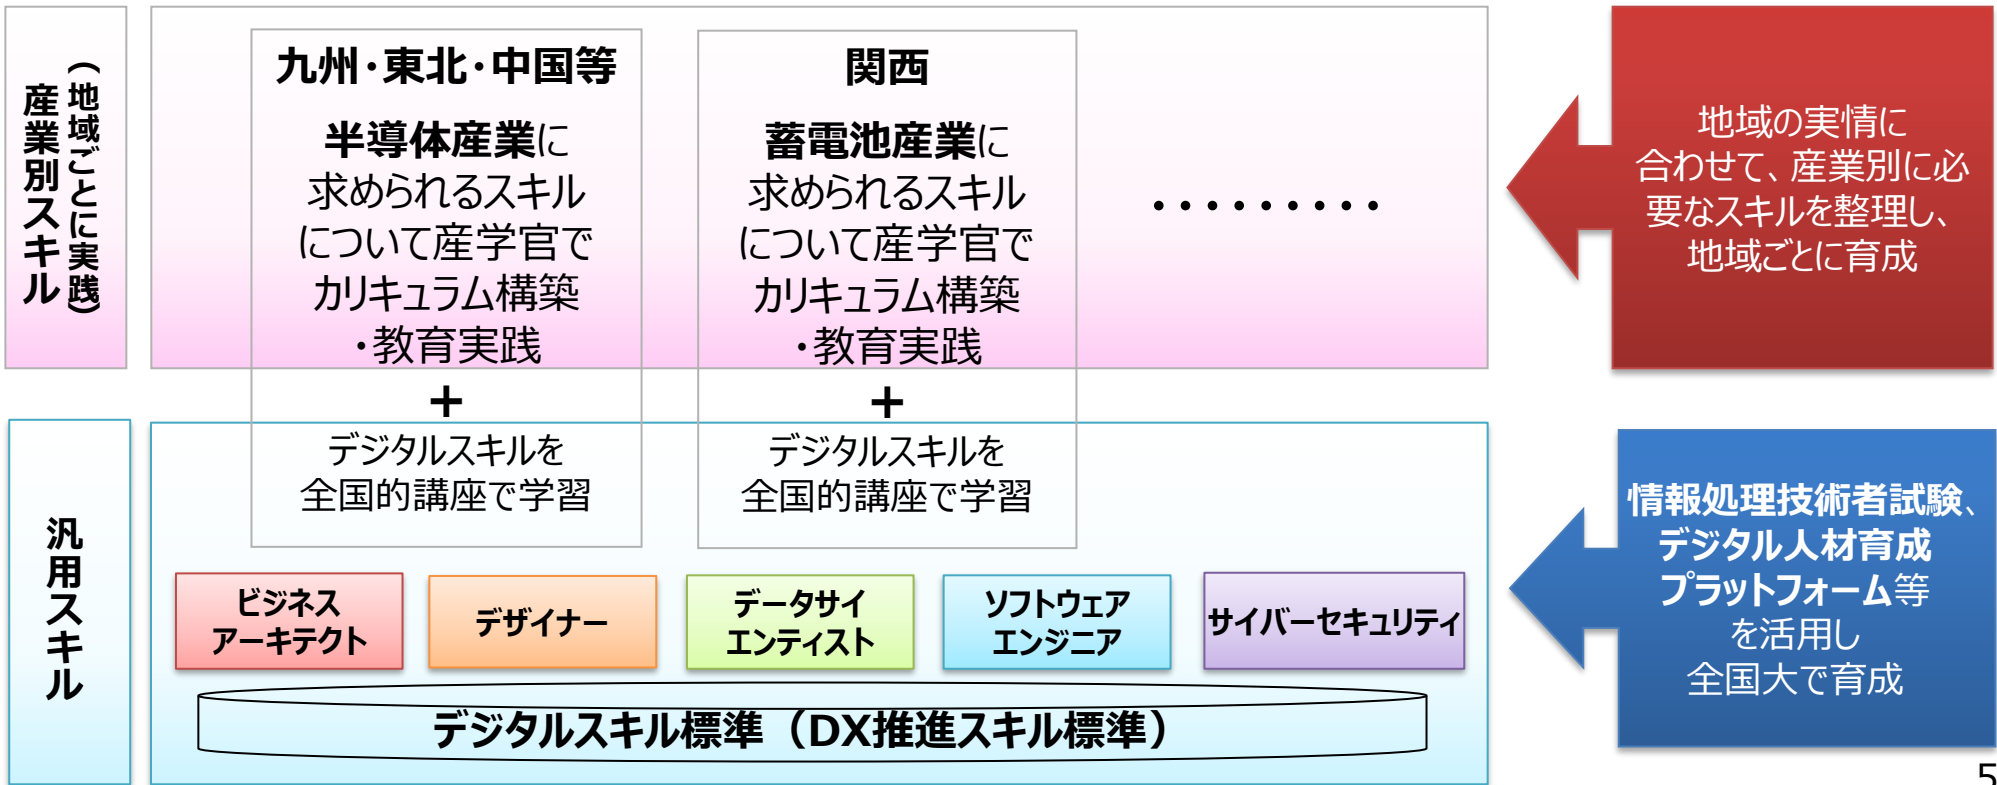 産業別スキル
（地域ごとに実践）
九州・東北・中国等
半導体産業に
求められるスキル
について産学官で
カリキュラム構築
・教育実践
+
デジタルスキルを
全国的講座で学習
関西
蓄電池産業に
求められるスキル
について産学官で
カリキュラム構築
・教育実践
+
デジタルスキルを
全国的講座で学習
・・・・・・・・・
地域の実情に
合わせて、産業別に必
要なスキルを整理し、
地域ごとに育成
汎用スキル
ビジネス
アーキテクト
デザイナー
データサイ
エンティスト
ソフトウェア
エンジニア
サイバーセキュリティ
デジタルスキル標準（DX推進スキル標準）
情報処理技術者試験、
デジタル人材育成
プラットフォーム等
を活用し
全国大で育成
5